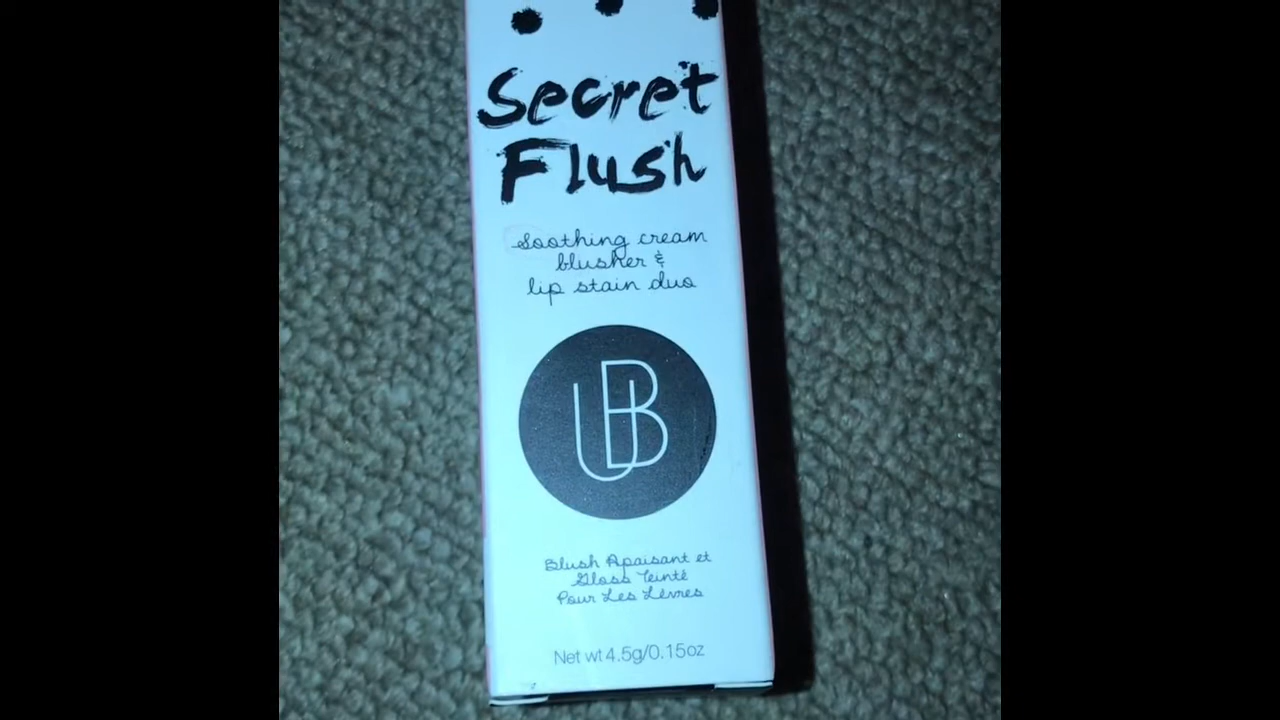 Secret
Flush
Soothing cream
blusher &
lip stain duo
UB
Blush Apaisant et
Gloss Teinté
Pour Les Lèvres
Net wt 4.5g/0.15oz